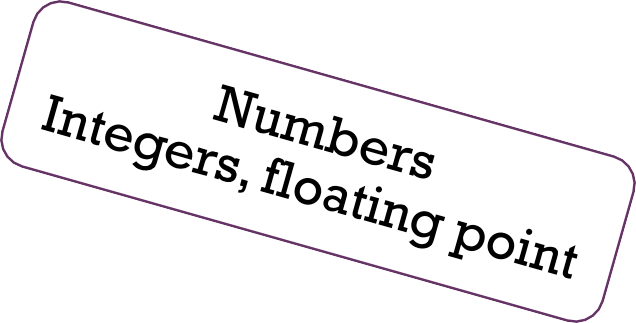 Numbers
Integers, floating point